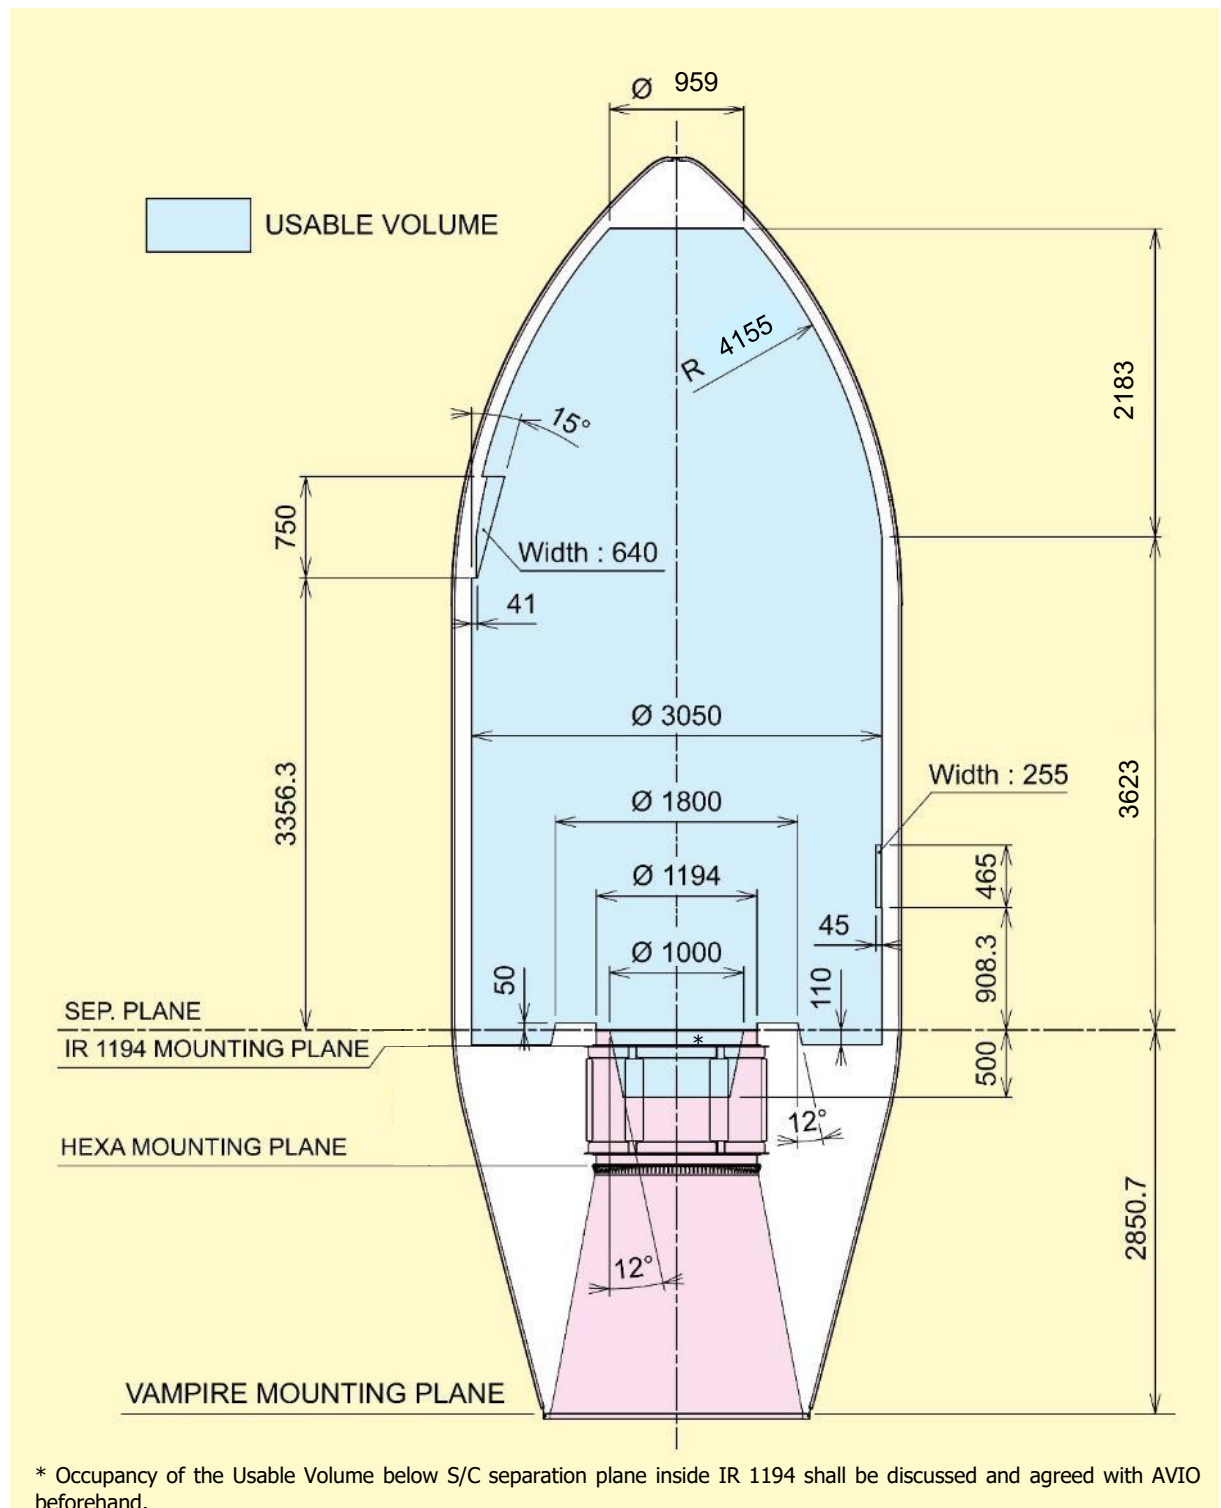 Ø 959
USABLE VOLUME
R 4155
2183
15°
750
Width : 640
41
Ø 3050
Width : 255
3623
3356.3
Ø 1800
465
Ø 1194
45
Ø 1000
908.3
50
110
SEP. PLANE
*
IR 1194 MOUNTING PLANE
500
12°
HEXA MOUNTING PLANE
2850.7
12°
VAMPIRE MOUNTING PLANE
* Occupancy of the Usable Volume below S/C separation plane inside IR 1194 shall be discussed and agreed with AVIO
beforehand.